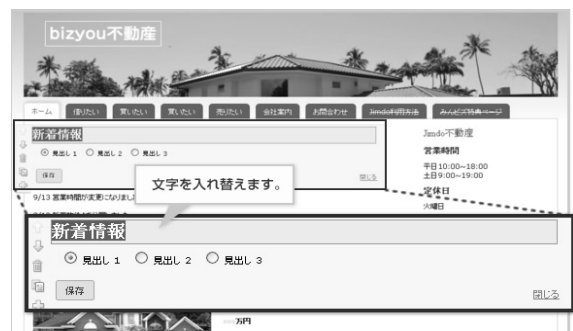 bizyou不動産
ホーム 借りたい 買いたい 買いたい 売りたい 会社案内 お問合わせ Jimdo利用方法 みんビズ特典ページ
新着情報
見出し 1 見出し 2 見出し 3
保存
閉じる
Jimdo不動産
営業時間
平日10:00~18:00
土日9:00~19:00
定休日
火曜日
文字を入れ替えます。
9/13 営業時間が変更になりまし
新着情報
見出し 1 見出し 2 見出し 3
保存
閉じる
万円